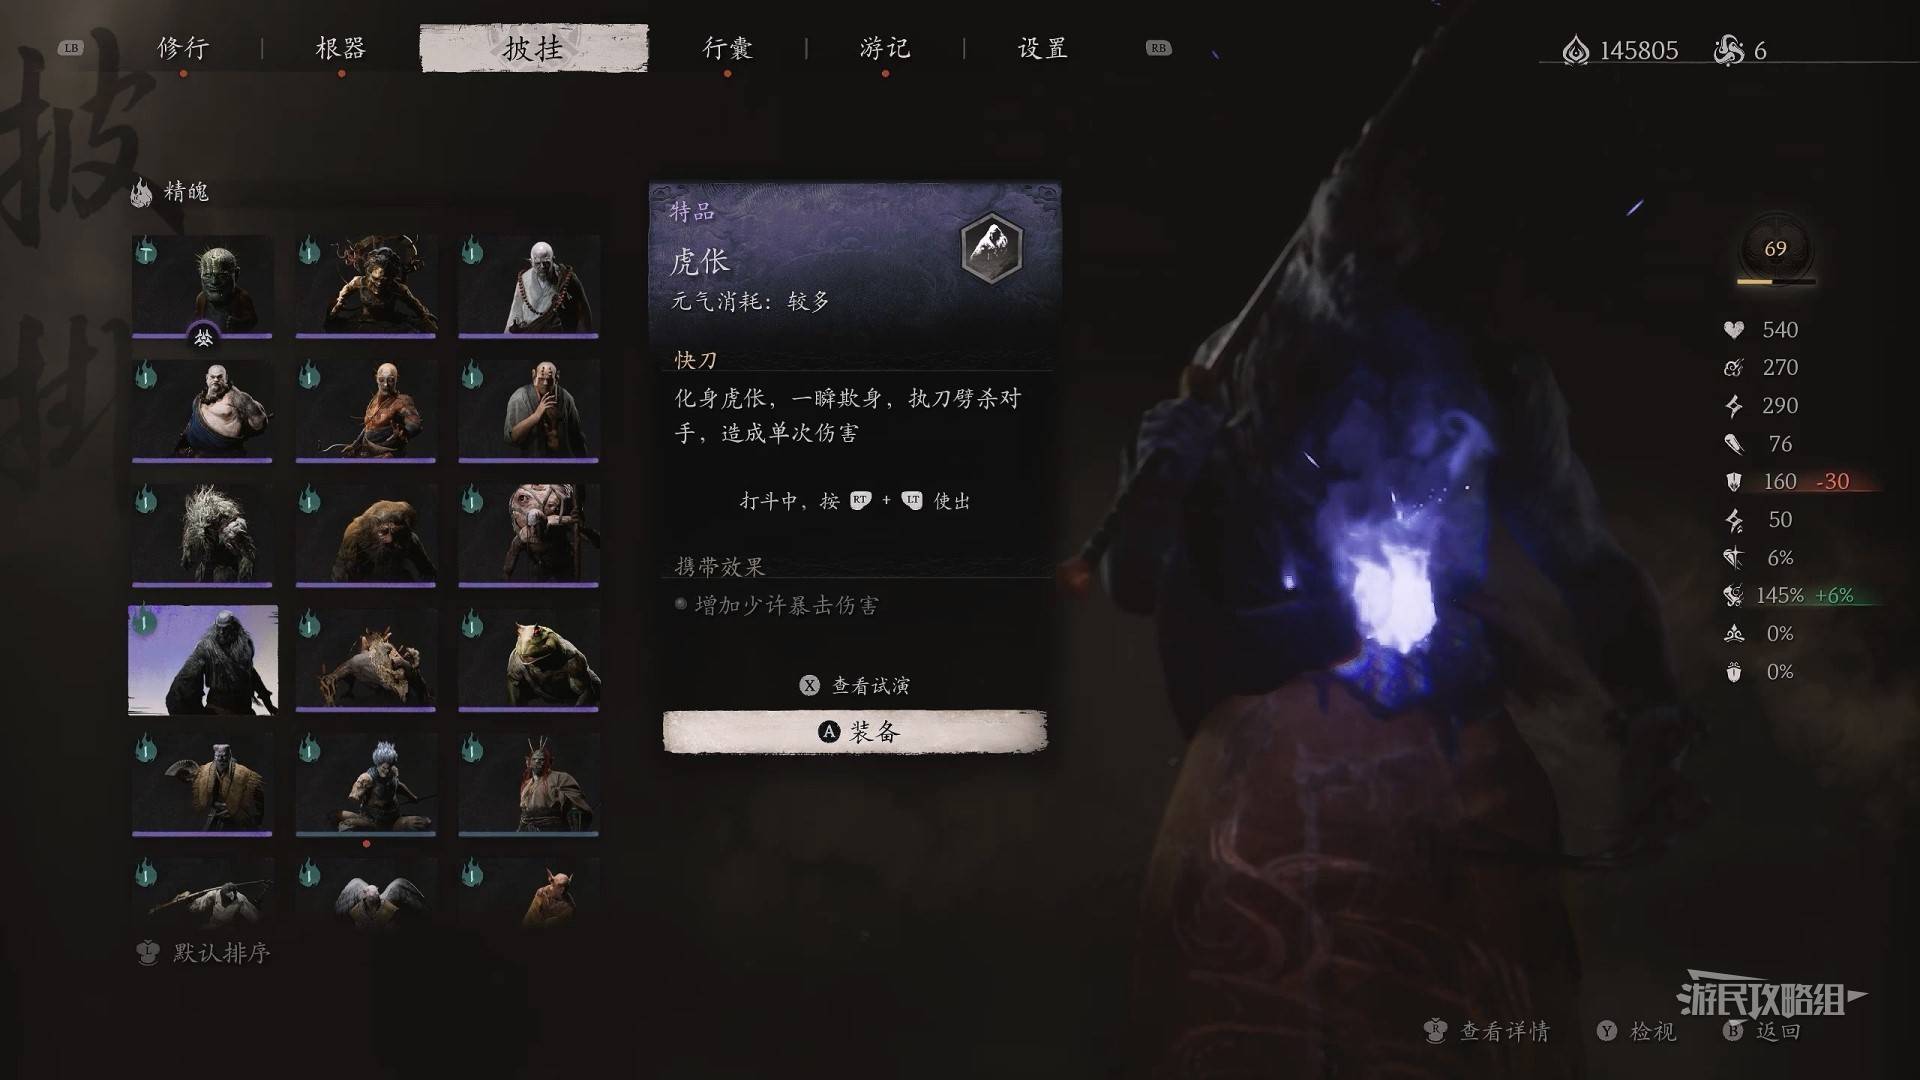 LB 修行 根器 披挂 行囊 游记 设置 RB
145805 6
披挂
精魄
特品
虎伥
元气消耗：较多
快刀
化身虎伥，一瞬欺身，执刀劈杀对
手，造成单次伤害
打斗中，按 RT + LT 使出
携带效果
增加少许暴击伤害
X 查看试演
A 装备
默认排序
69
540
270
290
76
160 -30
50
6%
145% +6%
0%
0%
游民攻略组
R 查看详情 Y 检视 B 返回